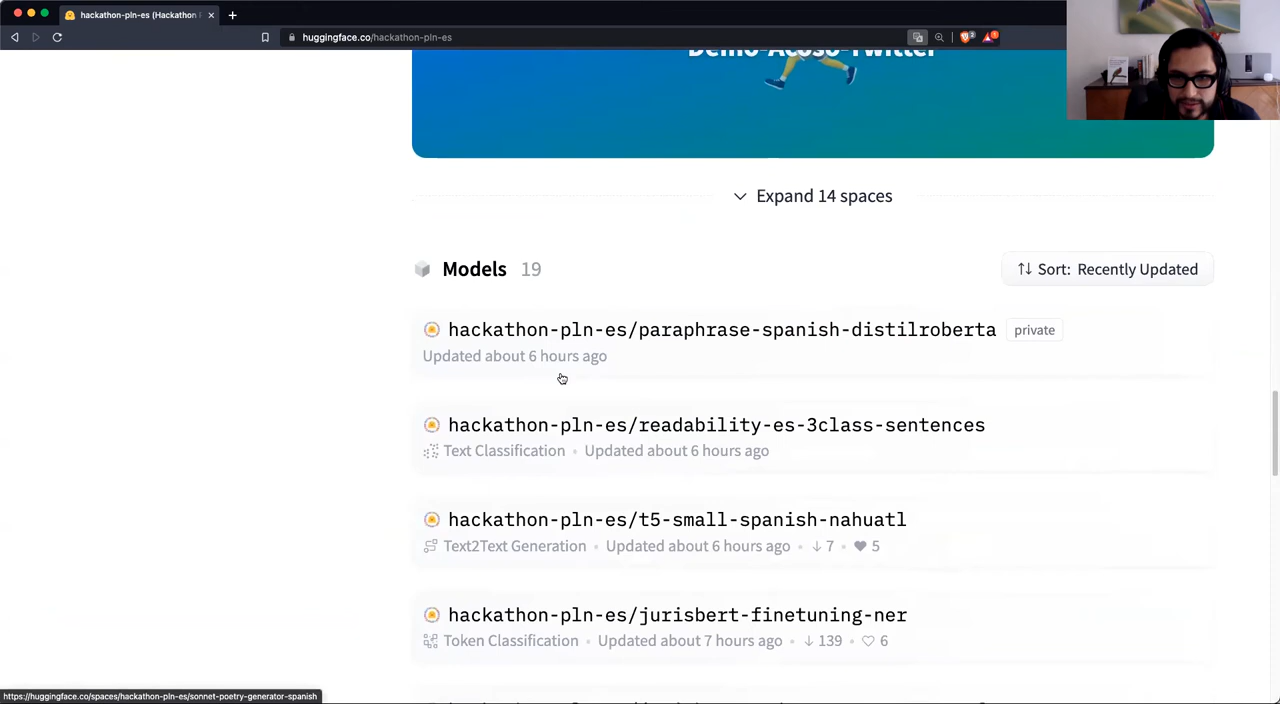 hackathon-pln-es (Hackathon
huggingface.co/hackathon-pln-es
Demo-Acoso-Twitter
Expand 14 spaces
Models 19
Sort: Recently Updated
hackathon-pln-es/paraphrase-spanish-distilroberta private
Updated about 6 hours ago
hackathon-pln-es/readability-es-3class-sentences
Text Classification • Updated about 6 hours ago
hackathon-pln-es/t5-small-spanish-nahuatl
Text2Text Generation • Updated about 6 hours ago • ↓ 7 • ♥ 5
hackathon-pln-es/jurisbert-finetuning-ner
Token Classification • Updated about 7 hours ago • ↓ 139 • ♡ 6
https://huggingface.co/spaces/hackathon-pln-es/sonnet-poetry-generator-spanish